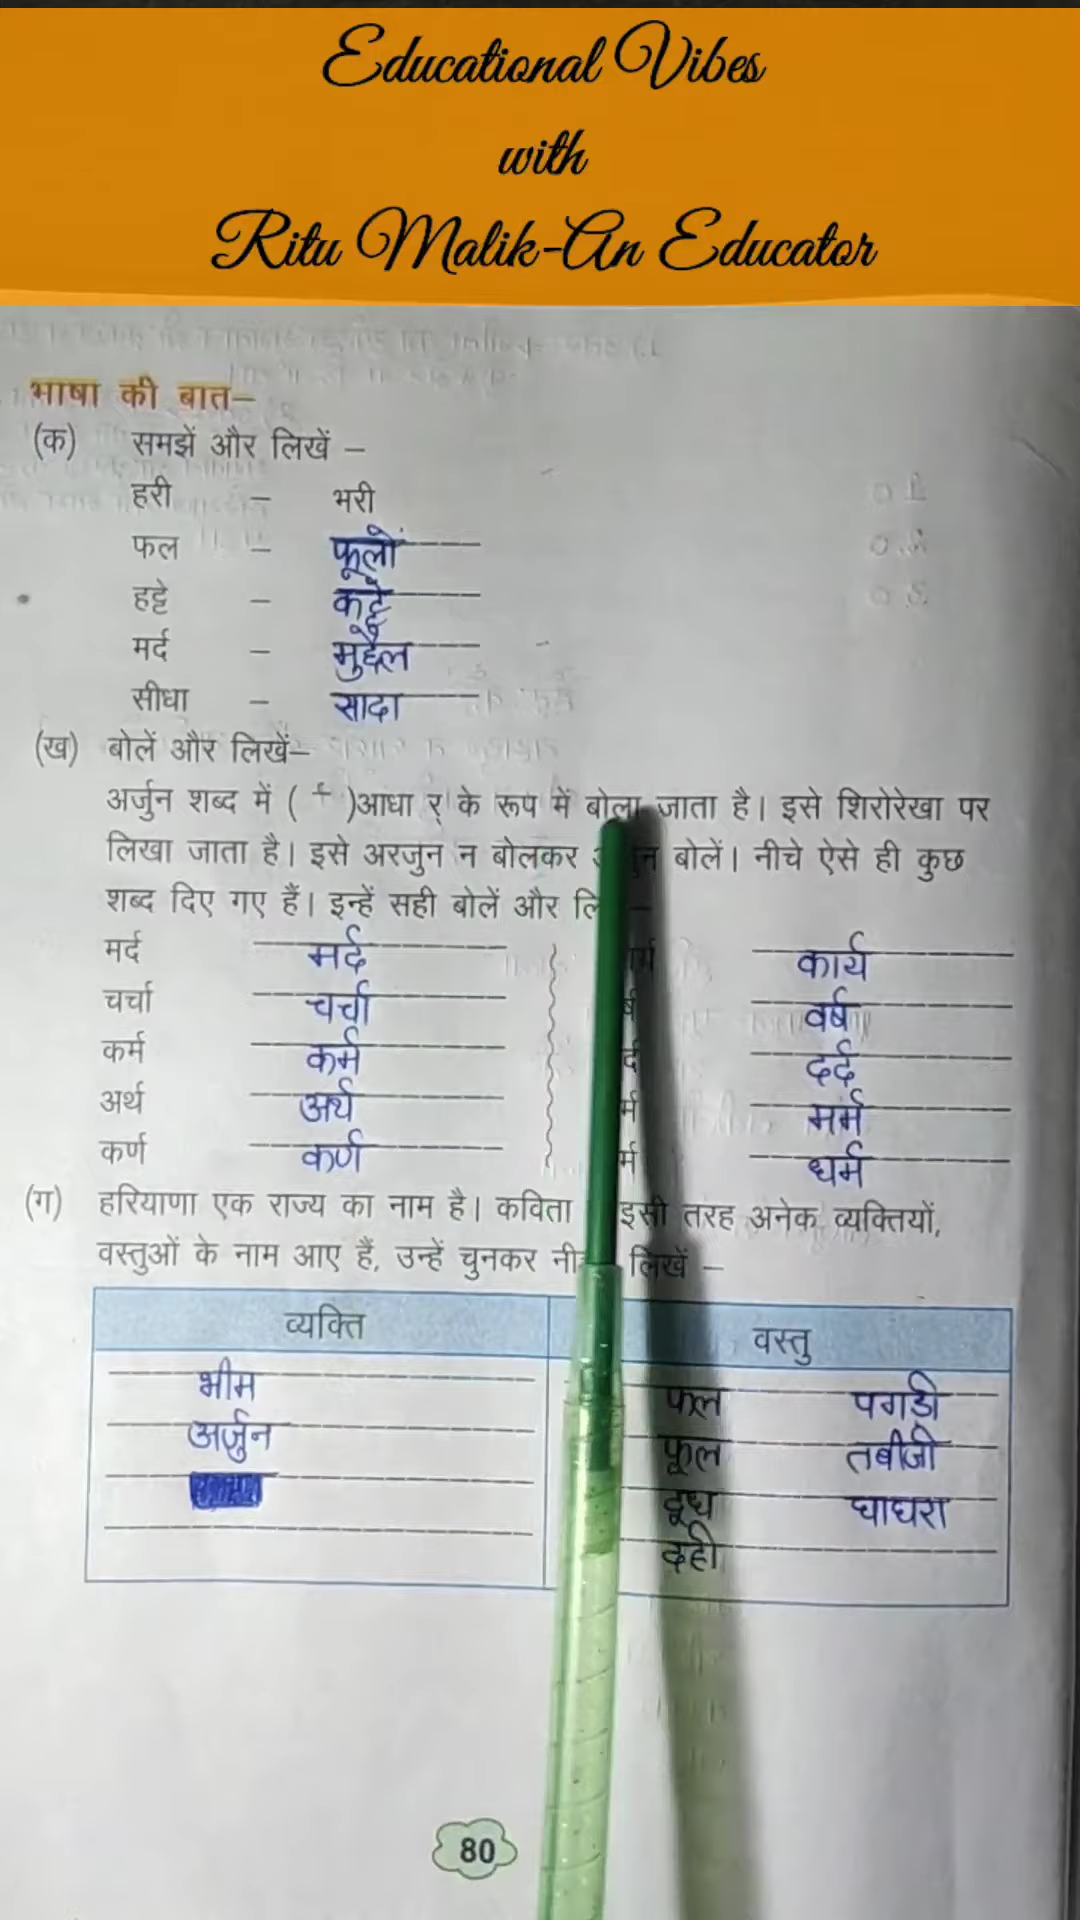 Educational Vibes
with
Ritu Malik-An Educator
भाषा की बात–
(क) समझें और लिखें –
हरी – भरी
फल – फूलों
हट्टे – कट्टे
मर्द –
सीधा – सादा
(ख) बोलें और लिखें–
अर्जुन शब्द में ( र्)आधा र् के रूप में बोला जाता है। इसे शिरोरेखा पर
लिखा जाता है। इसे अरजुन न बोलकर बोलें। नीचे ऐसे ही कुछ
शब्द दिए गए हैं। इन्हें सही बोलें और
मर्द मर्द कार्य
चर्चा चर्चा वर्ष
कर्म कर्म दर्द
अर्थ अर्थ मर्म
कर्ण कर्ण धर्म
(ग) हरियाणा एक राज्य का नाम है। कविता इसी तरह अनेक व्यक्तियों,
वस्तुओं के नाम आए हैं, उन्हें चुनकर लिखें –
व्यक्ति वस्तु
भीम फल पगडी
अर्जुन फूल तबीजी
दूध घाघरा
दही
80